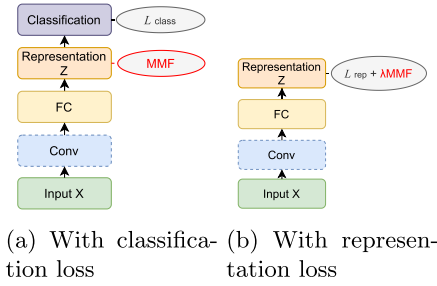 Classification
L class
Representation
Z
MMF
FC
Conv
Input X
(a) With classifica-
tion loss
Representation
Z
L rep + λMMF
FC
Conv
Input X
(b) With represen-
tation loss